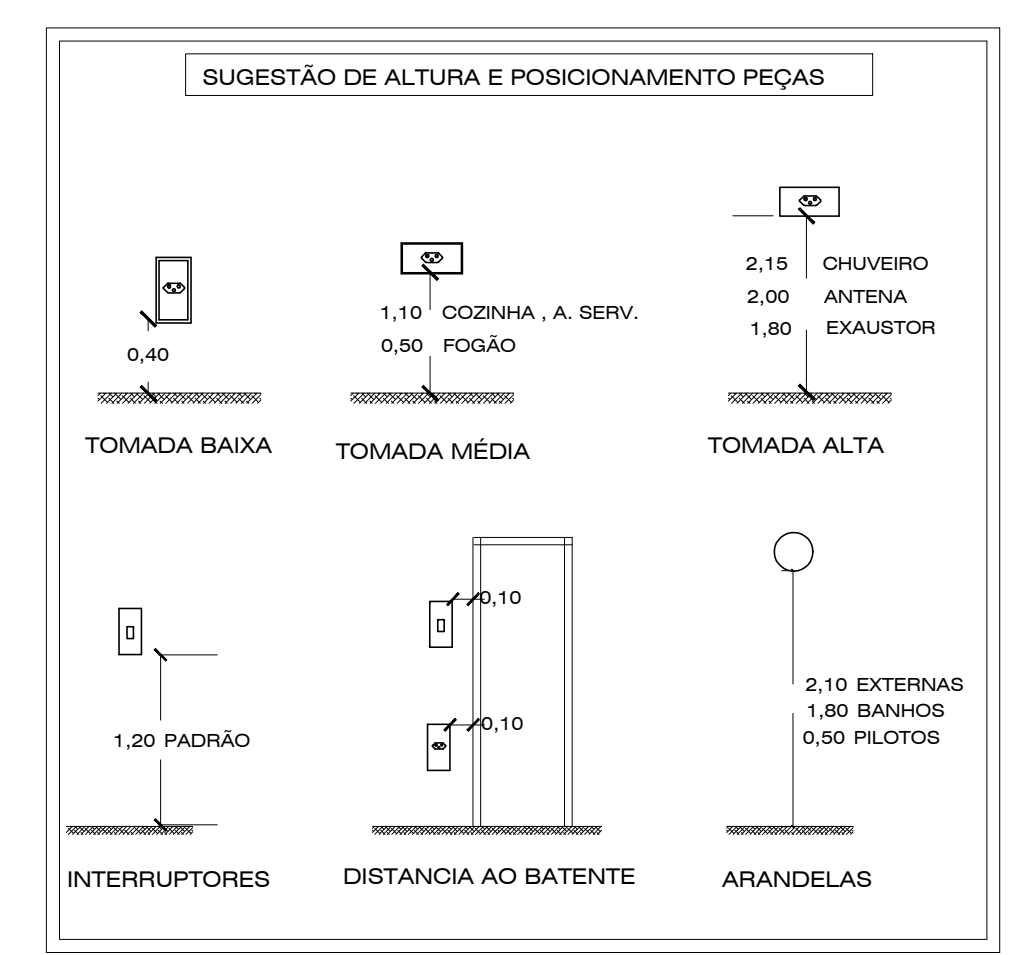 SUGESTÃO DE ALTURA E POSICIONAMENTO PEÇAS
0,40
TOMADA BAIXA
1,10 COZINHA , A. SERV.
0,50 FOGÃO
TOMADA MÉDIA
2,15 CHUVEIRO
2,00 ANTENA
1,80 EXAUSTOR
TOMADA ALTA
1,20 PADRÃO
INTERRUPTORES
0,10
0,10
DISTANCIA AO BATENTE
2,10 EXTERNAS
1,80 BANHOS
0,50 PILOTOS
ARANDELAS